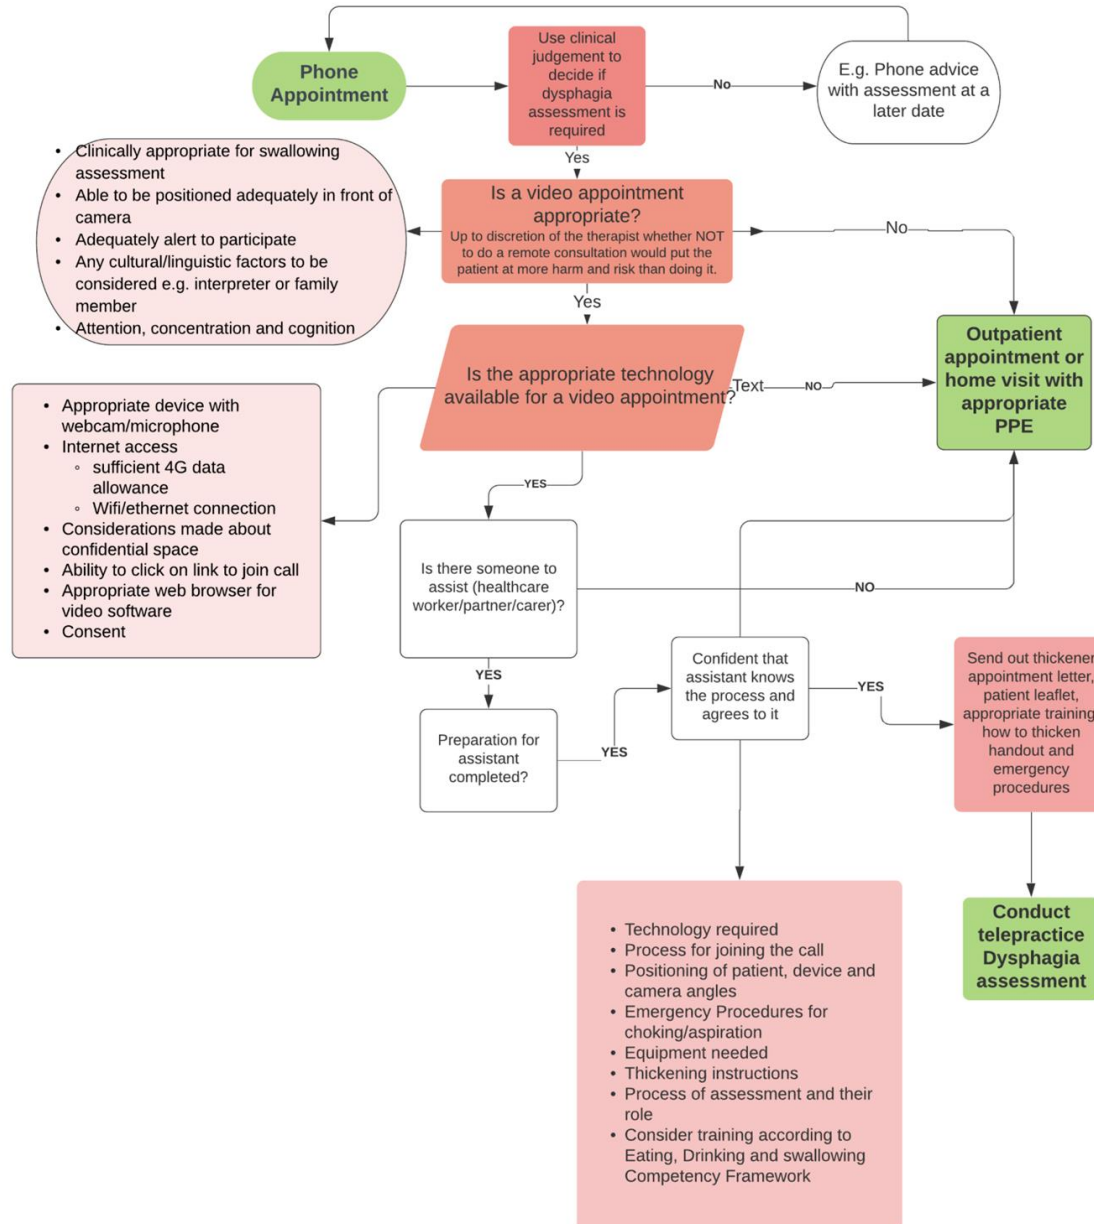 Phone
Appointment
Use clinical
judgement to
decide if
dysphagia
assessment is
required
No
E.g. Phone advice
with assessment at a
later date
Yes
• Clinically appropriate for swallowing
assessment
• Able to be positioned adequately in front of
camera
• Adequately alert to participate
• Any cultural/linguistic factors to be
considered e.g. interpreter or family
member
• Attention, concentration and cognition
Is a video appointment
appropriate?
Up to discretion of the therapist whether NOT
to do a remote consultation would put the
patient at more harm and risk than doing it.
No
Yes
Is the appropriate technology
available for a video appointment?
Text
NO
Outpatient
appointment or
home visit with
appropriate
PPE
• Appropriate device with
webcam/microphone
• Internet access
◦ sufficient 4G data
allowance
◦ Wifi/ethernet connection
• Considerations made about
confidential space
• Ability to click on link to join call
• Appropriate web browser for
video software
• Consent
YES
Is there someone to
assist (healthcare
worker/partner/carer)?
NO
YES
Preparation for
assistant
completed?
YES
Confident that
assistant knows
the process and
agrees to it
YES
Send out thickener
appointment letter,
patient leaflet,
appropriate training
how to thicken
handout and
emergency
procedures
Conduct
telepractice
Dysphagia
assessment
• Technology required
• Process for joining the call
• Positioning of patient, device and
camera angles
• Emergency Procedures for
choking/aspiration
• Equipment needed
• Thickening instructions
• Process of assessment and their
role
• Consider training according to
Eating, Drinking and swallowing
Competency Framework